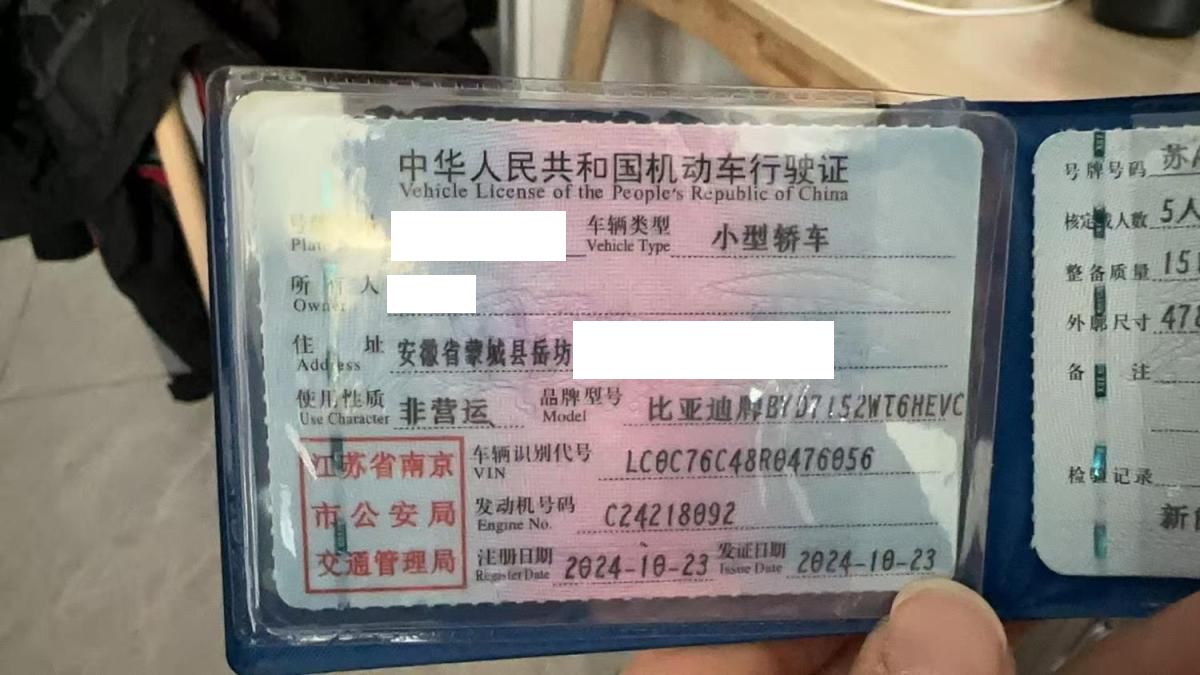 中华人民共和国机动车行驶证
Vehicle License of the People's Republic of China
车辆类型 小型轿车
Vehicle Type
所有人
Owner
住址 安徽省蒙城县岳坊
Address
使用性质 非营运
Use Character
品牌型号 比亚迪牌BYD7152WT6HEVC
Model
江苏省南京
市公安局
交通管理局
车辆识别代号 LC0C76C48R0476056
VIN
发动机号码 C24218092
Engine No.
注册日期 2024-10-23
Register Date
发证日期 2024-10-23
Issue Date
号牌号码 苏
核定载人数 5人
整备质量 151
外廓尺寸 47
备注
检验记录